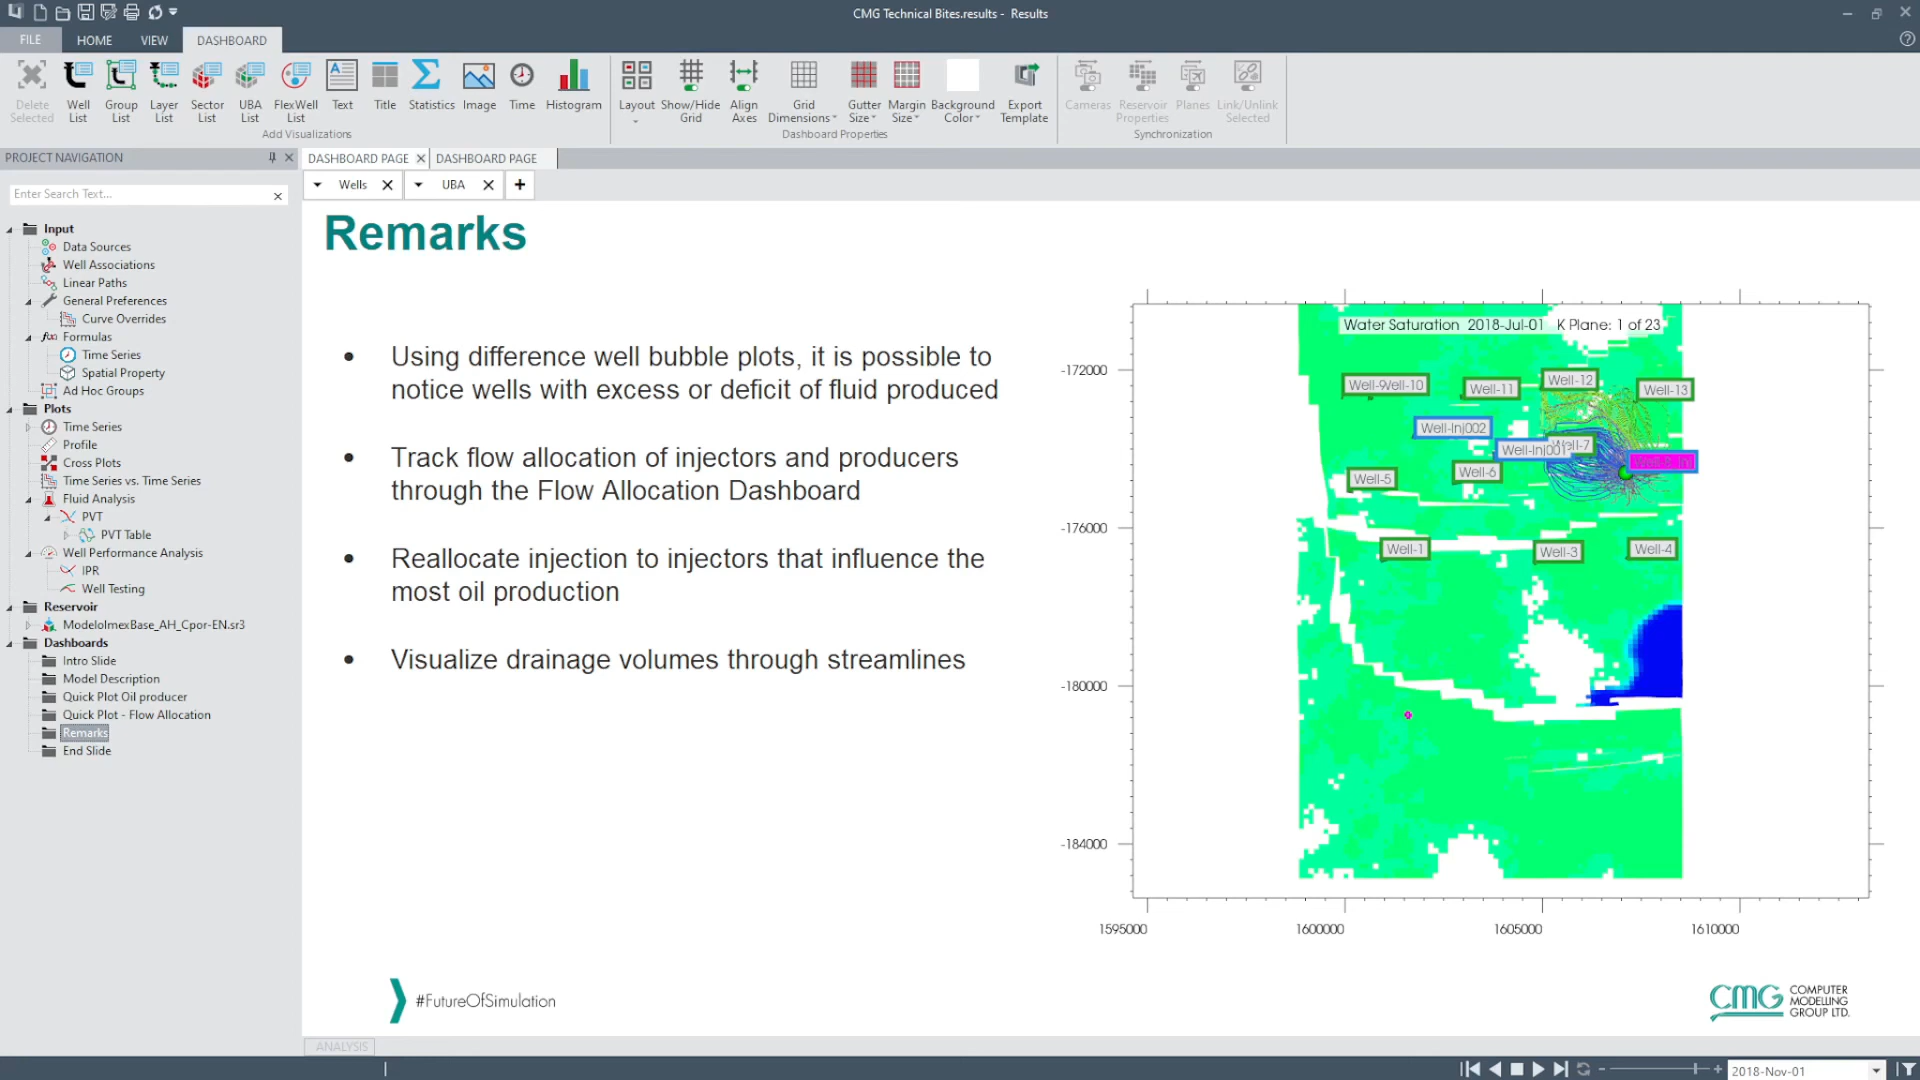 CMG Technical Bites.results - Results
FILE HOME VIEW DASHBOARD
Delete Selected
Well List
Group List
Layer List
Sector List
UBA List
FlexWell List
Text
Title
Statistics
Image
Time
Histogram
Layout
Show/Hide Grid
Align Axes
Grid Dimensions
Gutter Size
Margin Size
Background Color
Export Template
Cameras
Reservoir Properties
Planes
Link/Unlink Selected
Add Visualizations
Dashboard Properties
Synchronization
PROJECT NAVIGATION
DASHBOARD PAGE
DASHBOARD PAGE
Wells
UBA
Enter Search Text...
Input
Data Sources
Well Associations
Linear Paths
General Preferences
Curve Overrides
Formulas
Time Series
Spatial Property
Ad Hoc Groups
Plots
Time Series
Profile
Cross Plots
Time Series vs. Time Series
Fluid Analysis
PVT
PVT Table
Well Performance Analysis
IPR
Well Testing
Reservoir
ModeloImexBase_AH_Cpor-EN.sr3
Dashboards
Intro Slide
Model Description
Quick Plot Oil producer
Quick Plot - Flow Allocation
Remarks
End Slide
Remarks
• Using difference well bubble plots, it is possible to
notice wells with excess or deficit of fluid produced
• Track flow allocation of injectors and producers
through the Flow Allocation Dashboard
• Reallocate injection to injectors that influence the
most oil production
• Visualize drainage volumes through streamlines
Water Saturation 2018-Jul-01 K Plane: 1 of 23
-172000
-176000
-180000
-184000
1595000 1600000 1605000 1610000
Well-12
Well-10
Well-11
Well-13
Well-Inj002
Well-Inj001
Well-6
Well-5
Well-1
Well-3
Well-4
#FutureOfSimulation
CMG COMPUTER
MODELLING
GROUP LTD.
ANALYSIS
2018-Nov-01